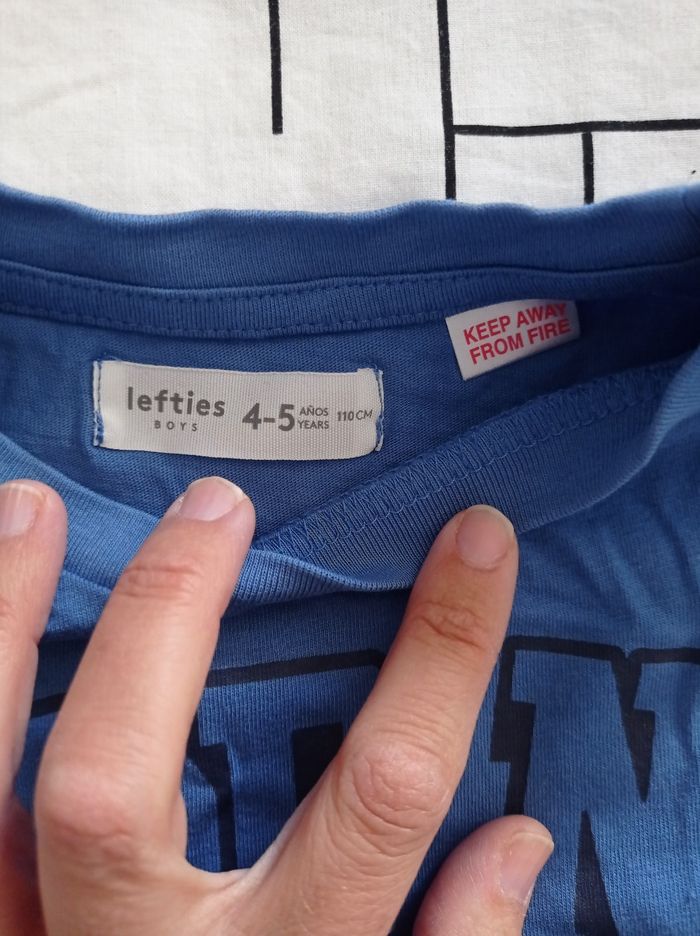 KEEP AWAY
FROM FIRE
lefties
BOYS
4-5 AÑOS
YEARS
110CM